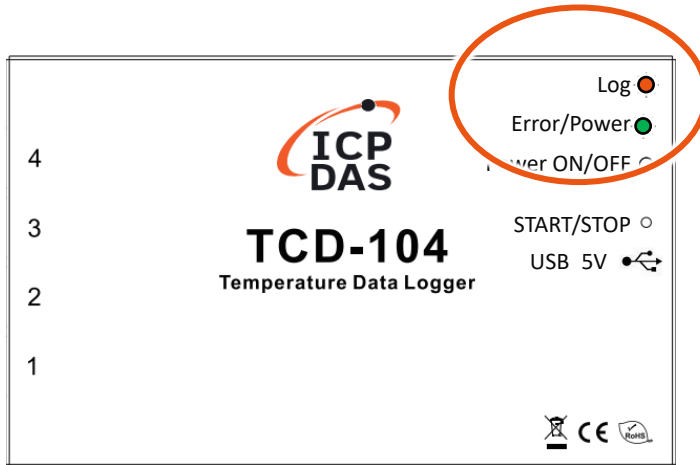 Log
Error/Power
Power ON/OFF
START/STOP
USB 5V
4
3
2
1
ICP
DAS
TCD-104
Temperature Data Logger
CE
RoHS